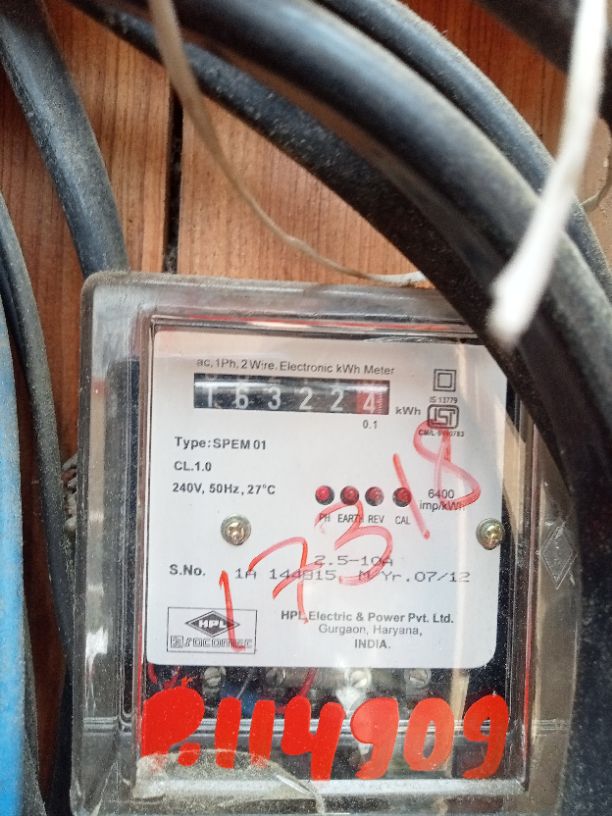 ac, 1Ph, 2 Wire, Electronic kWh Meter
163224 kWh
0.1
IS 13779
Type: SPEM 01
CL.1.0
240V, 50Hz, 27°C
6400
imp/kWh
PH EARTH REV CAL
17318
2.5-10A
S.No. 1A 144815 M/Yr. 07/12
HPL
HPL Electric & Power Pvt. Ltd.
Gurgaon, Haryana,
INDIA.